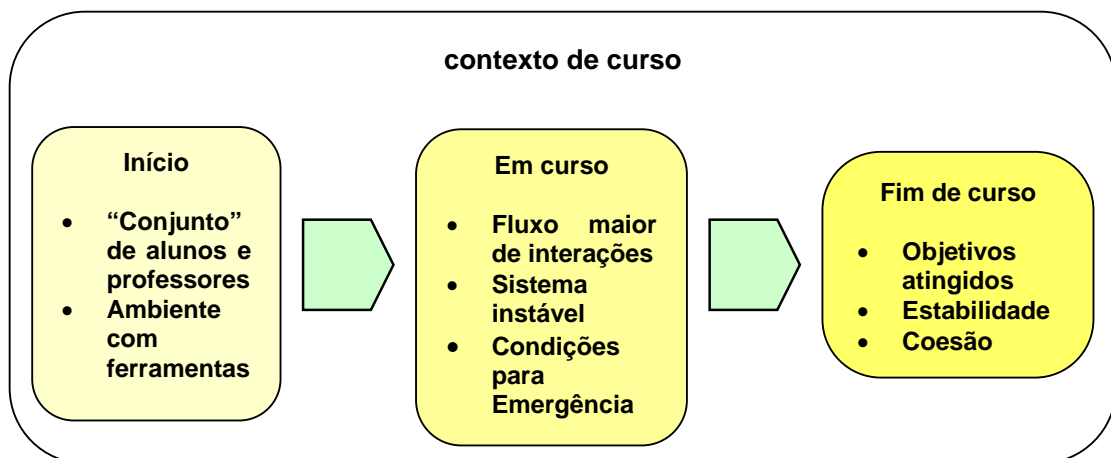 contexto de curso
Início
• “Conjunto”
de alunos e
professores
• Ambiente
com
ferramentas
Em curso
• Fluxo maior
de interações
• Sistema
instável
• Condições
para
Emergência
Fim de curso
• Objetivos
atingidos
• Estabilidade
• Coesão